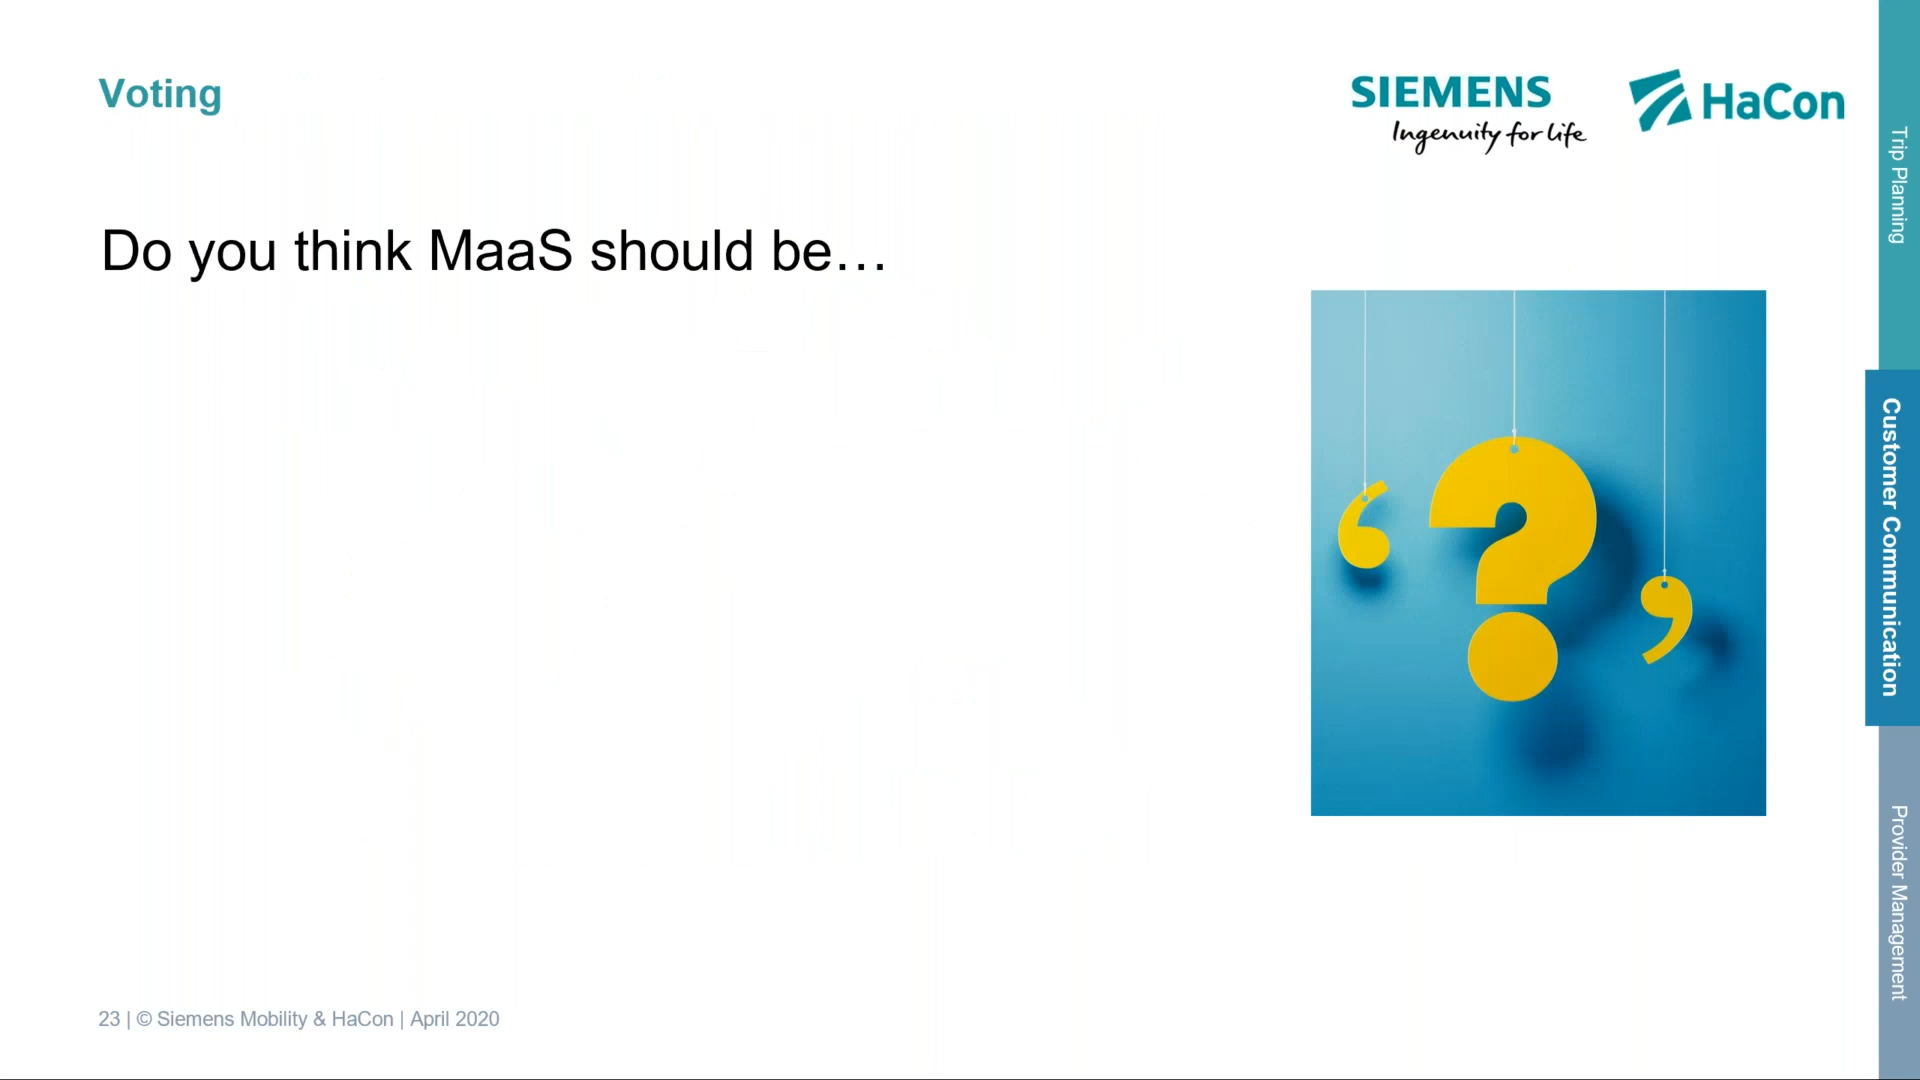 Voting
SIEMENS
Ingenuity for life
HaCon
Do you think MaaS should be…
‘?’
Trip Planning
Customer Communication
Provider Management
23 | © Siemens Mobility & HaCon | April 2020